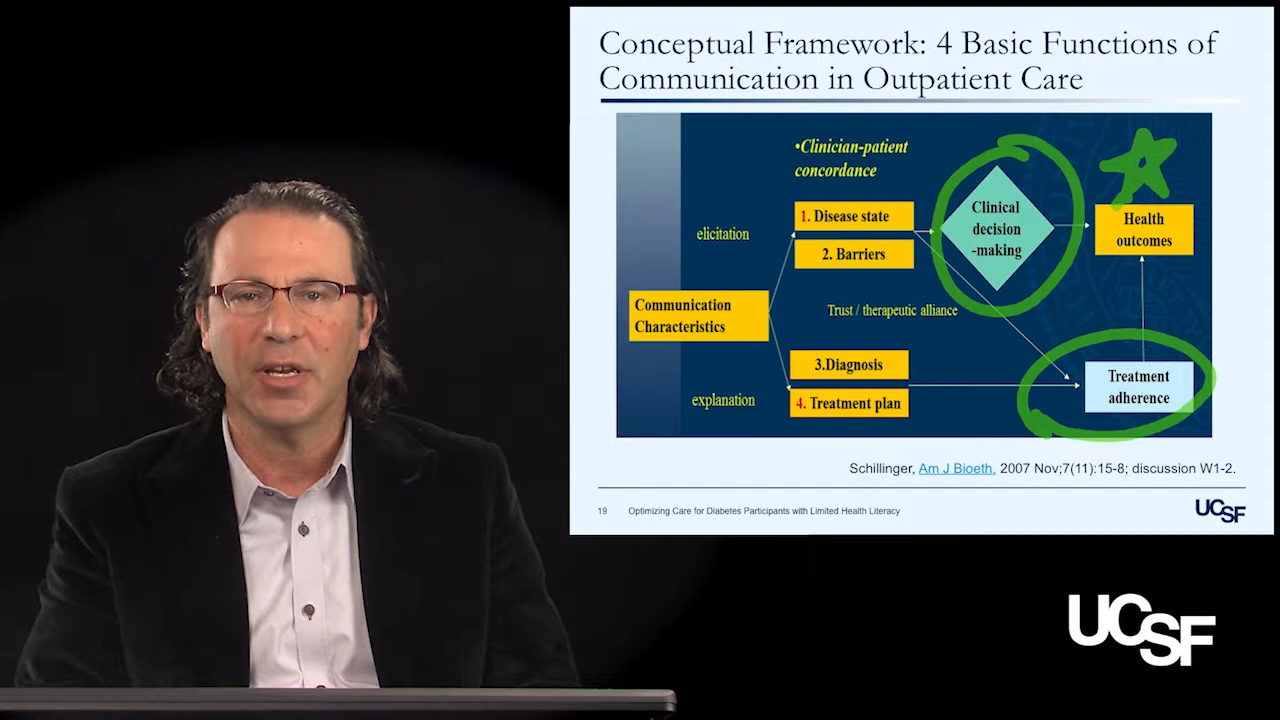 Conceptual Framework: 4 Basic Functions of
Communication in Outpatient Care
•Clinician-patient
concordance
elicitation
1. Disease state
2. Barriers
Clinical
decision
-making
Health
outcomes
Communication
Characteristics
Trust / therapeutic alliance
explanation
3.Diagnosis
4. Treatment plan
Treatment
adherence
Schillinger, Am J Bioeth. 2007 Nov;7(11):15-8; discussion W1-2.
19 Optimizing Care for Diabetes Participants with Limited Health Literacy
UCSF
UCSF